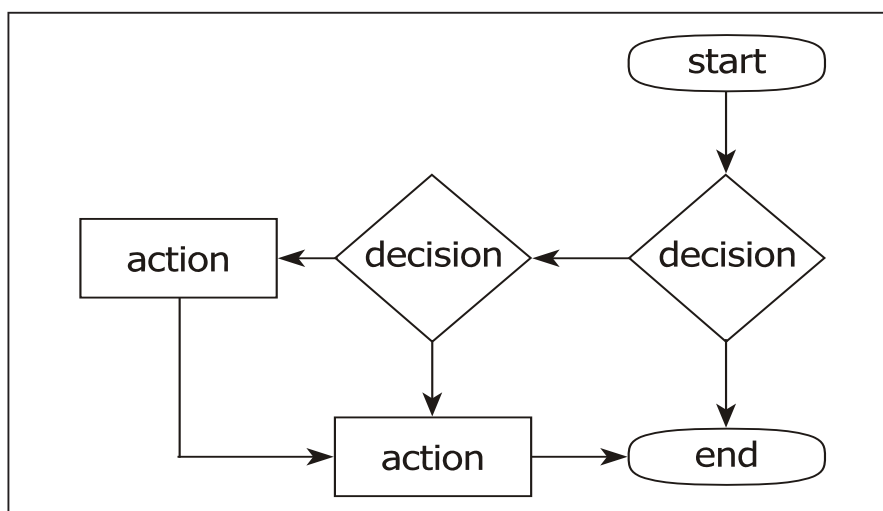 start
action
decision
decision
action
end